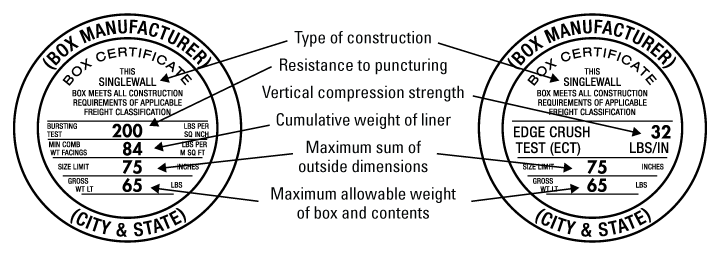 (BOX MANUFACTURER)
BOX CERTIFICATE
THIS
SINGLEWALL
BOX MEETS ALL CONSTRUCTION
REQUIREMENTS OF APPLICABLE
FREIGHT CLASSIFICATION
BURSTING TEST 200 LBS PER SQ INCH
MIN COMB WT FACINGS 84 LBS PER M SQ FT
SIZE LIMIT 75 INCHES
GROSS WT LT 65 LBS
(CITY & STATE)
Type of construction
Resistance to puncturing
Vertical compression strength
Cumulative weight of liner
Maximum sum of
outside dimensions
Maximum allowable weight
of box and contents
(BOX MANUFACTURER)
BOX CERTIFICATE
THIS
SINGLEWALL
BOX MEETS ALL CONSTRUCTION
REQUIREMENTS OF APPLICABLE
FREIGHT CLASSIFICATION
EDGE CRUSH 32
TEST (ECT) LBS/IN
SIZE LIMIT 75 INCHES
GROSS WT LT 65 LBS
(CITY & STATE)